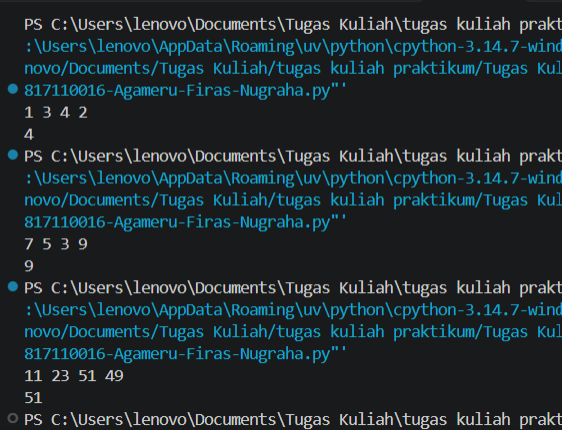 PS C:\Users\lenovo\Documents\Tugas Kuliah\tugas kuliah prakt
:\Users\lenovo\AppData\Roaming\uv\python\cpython-3.14.7-wind
novo/Documents/Tugas Kuliah/tugas kuliah praktikum/Tugas Kul
817110016-Agameru-Firas-Nugraha.py"'
1 3 4 2
4
PS C:\Users\lenovo\Documents\Tugas Kuliah\tugas kuliah prakt
:\Users\lenovo\AppData\Roaming\uv\python\cpython-3.14.7-wind
novo/Documents/Tugas Kuliah/tugas kuliah praktikum/Tugas Kul
817110016-Agameru-Firas-Nugraha.py"'
7 5 3 9
9
PS C:\Users\lenovo\Documents\Tugas Kuliah\tugas kuliah prakt
:\Users\lenovo\AppData\Roaming\uv\python\cpython-3.14.7-wind
novo/Documents/Tugas Kuliah/tugas kuliah praktikum/Tugas Kul
817110016-Agameru-Firas-Nugraha.py"'
11 23 51 49
51
PS C:\Users\lenovo\Documents\Tugas Kuliah\tugas kuliah prakt